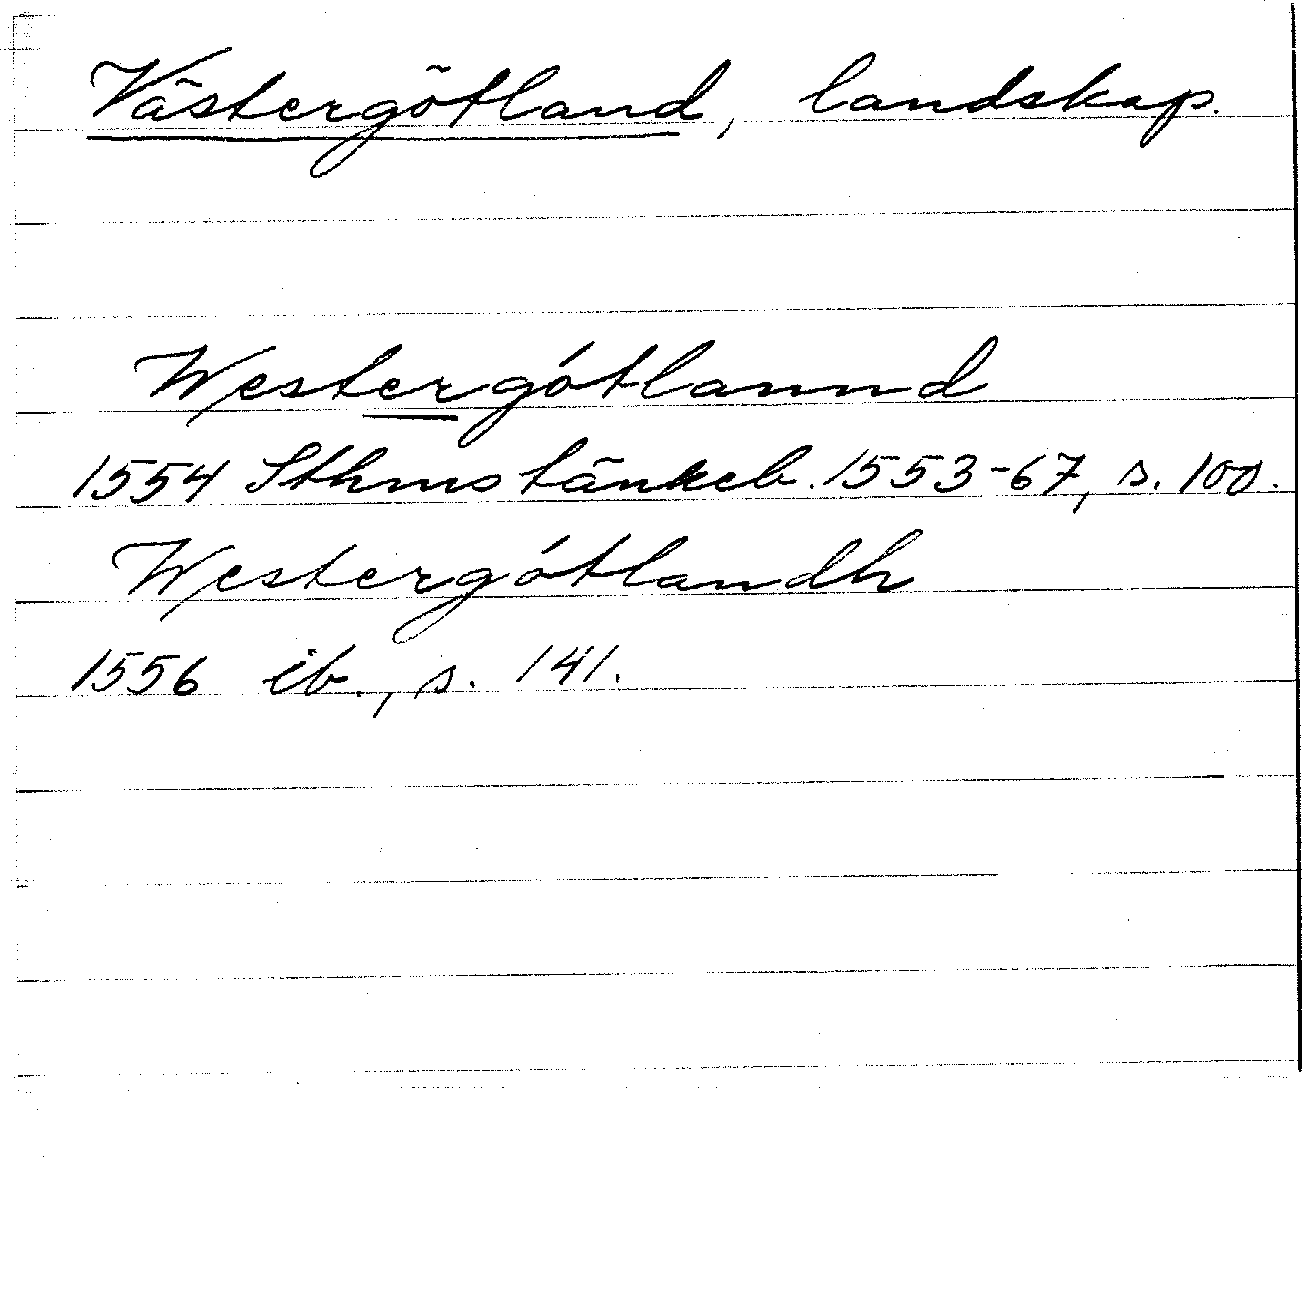 Västergötland, landskap.
Westergótlannd
1554 Sthms tänkeb. 1553-67, s. 100.
Westergótlandh
1556 ib., s. 141.